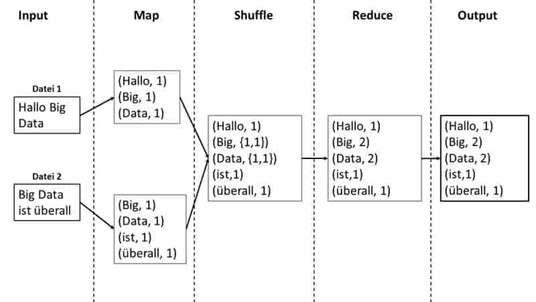 Input
Map
Shuffle
Reduce
Output
Datei 1
Hallo Big
Data
Datei 2
Big Data
ist überall
(Hallo, 1)
(Big, 1)
(Data, 1)
(Big, 1)
(Data, 1)
(ist, 1)
(überall, 1)
(Hallo, 1)
(Big, {1,1})
(Data, {1,1})
(ist,1)
(überall, 1)
(Hallo, 1)
(Big, 2)
(Data, 2)
(ist,1)
(überall, 1)
(Hallo, 1)
(Big, 2)
(Data, 2)
(ist,1)
(überall, 1)